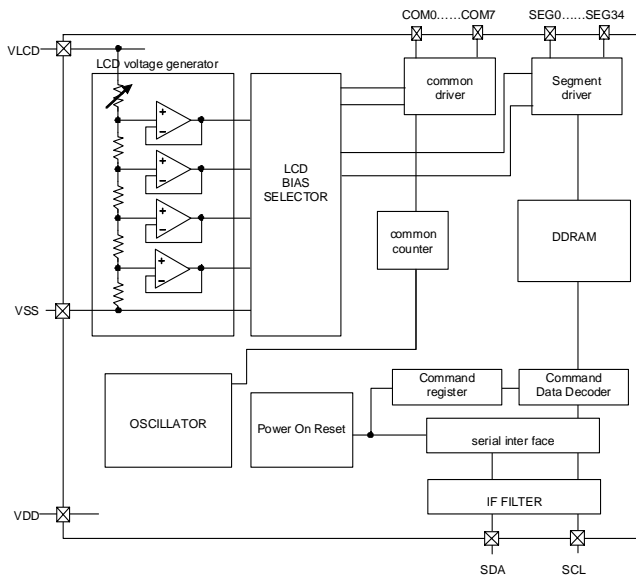 COM0......COM7
SEG0......SEG34
VLCD
LCD voltage generator
common
driver
Segment
driver
LCD
BIAS
SELECTOR
common
counter
DDRAM
VSS
OSCILLATOR
Power On Reset
Command
register
Command
Data Decoder
serial inter face
IF FILTER
VDD
SDA
SCL
+
−
+
−
+
−
+
−